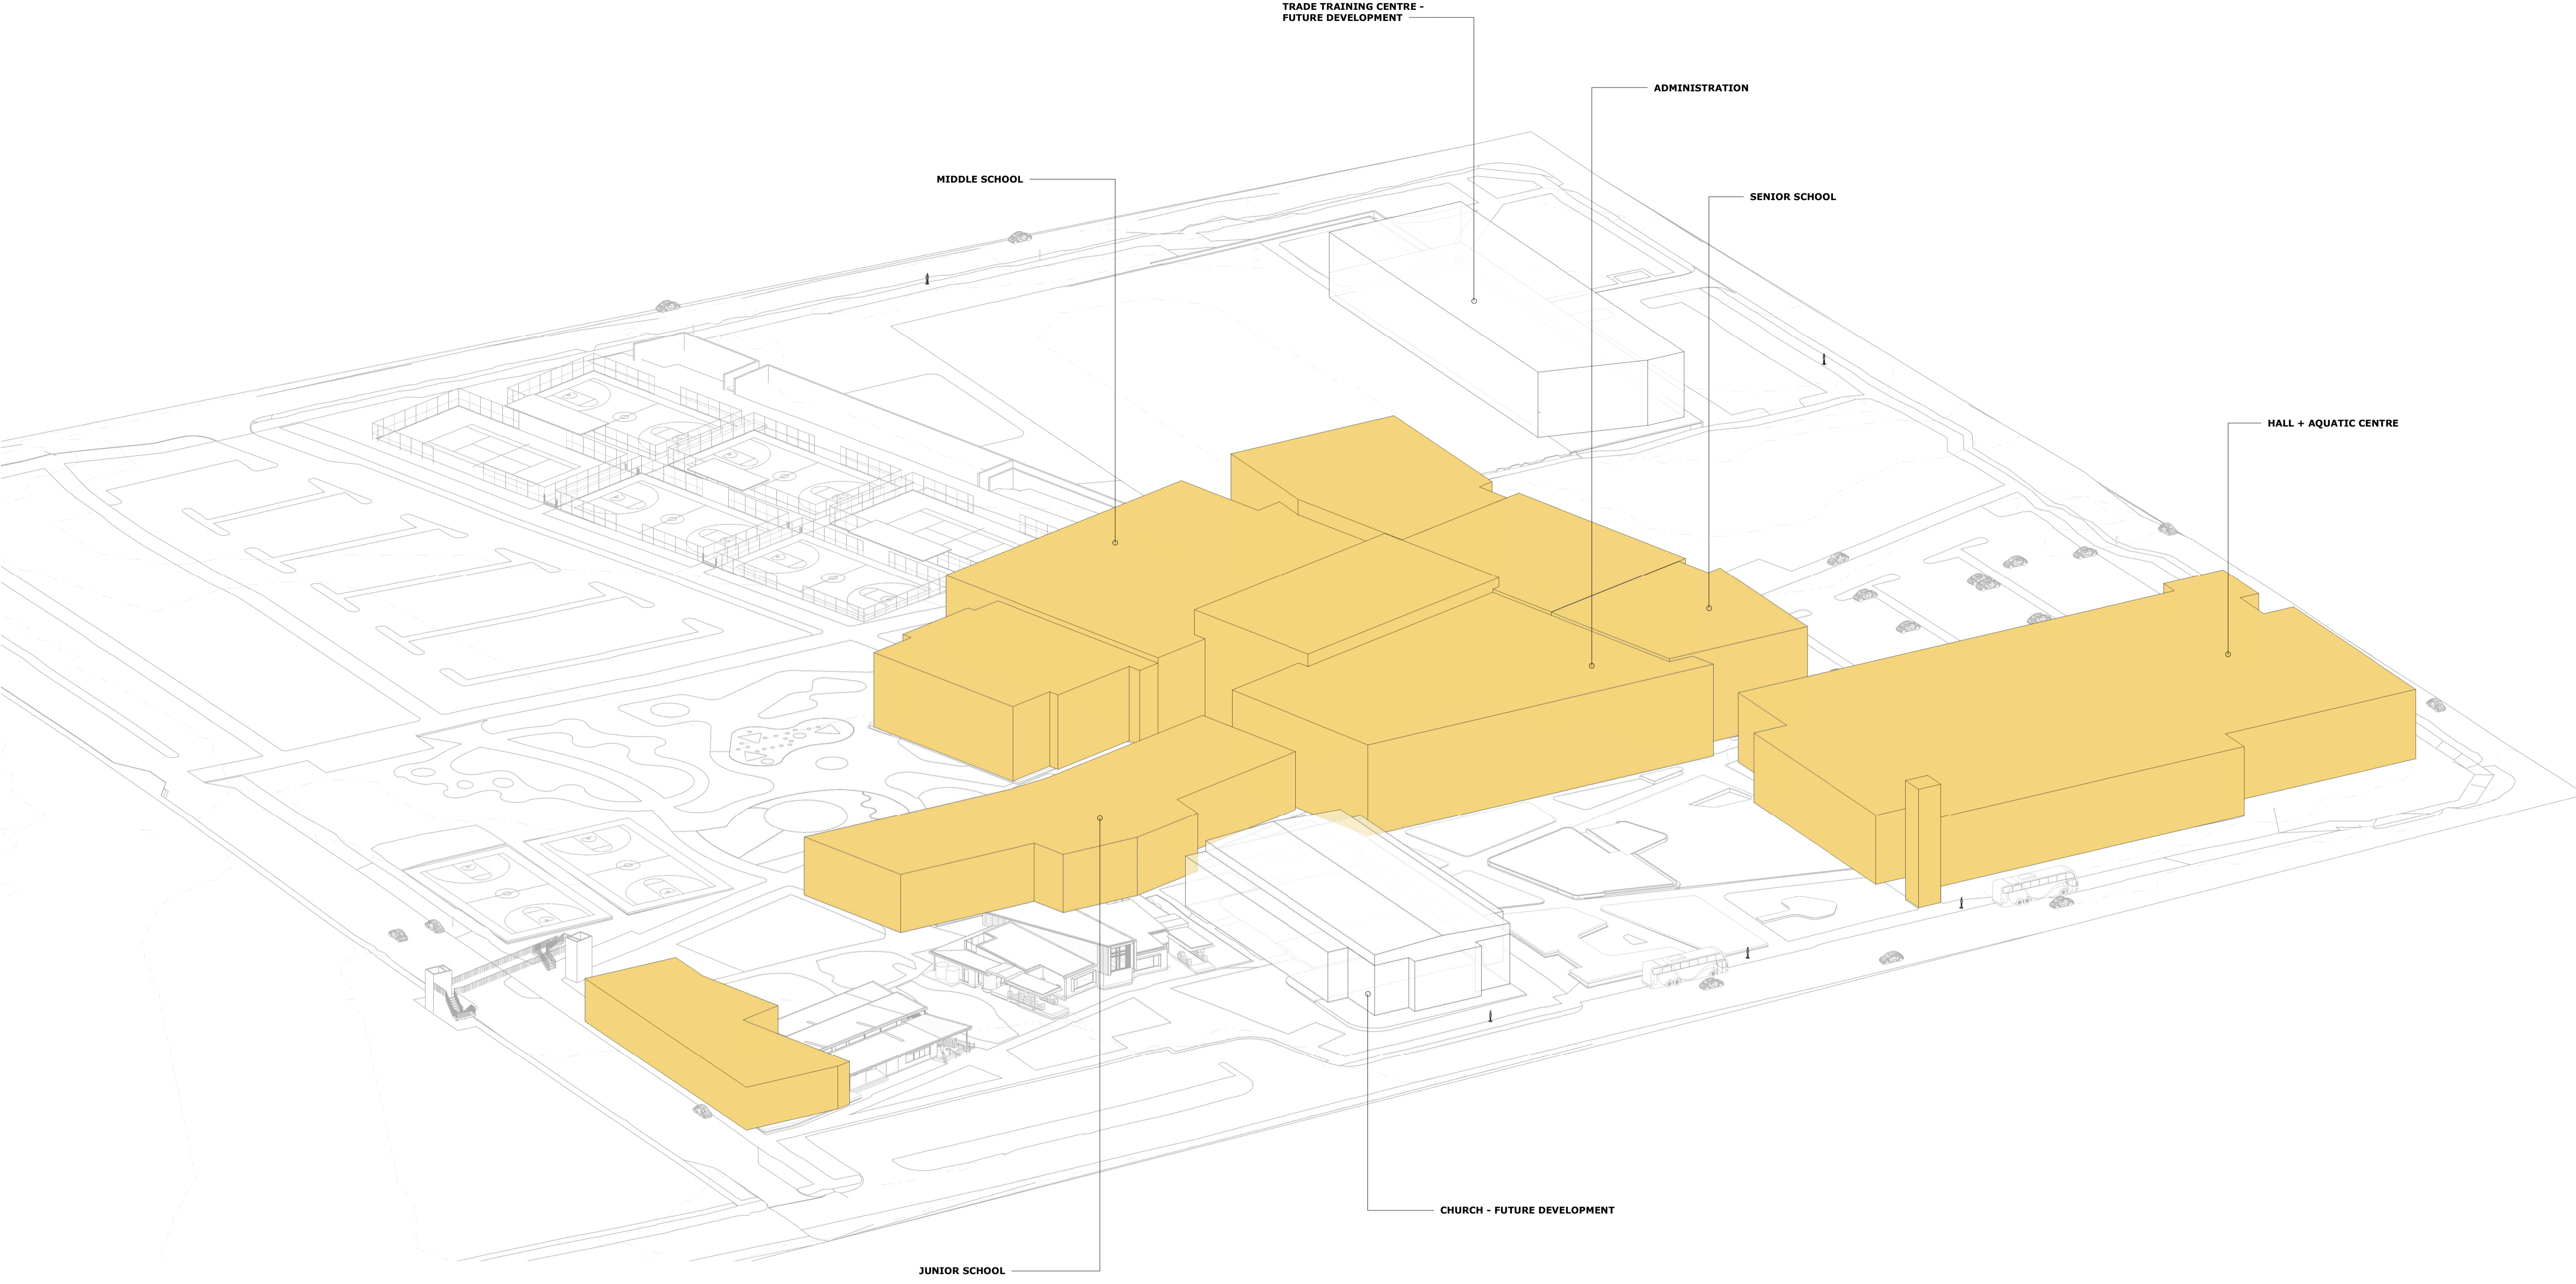 TRADE TRAINING CENTRE -
FUTURE DEVELOPMENT
ADMINISTRATION
MIDDLE SCHOOL
SENIOR SCHOOL
HALL + AQUATIC CENTRE
CHURCH - FUTURE DEVELOPMENT
JUNIOR SCHOOL